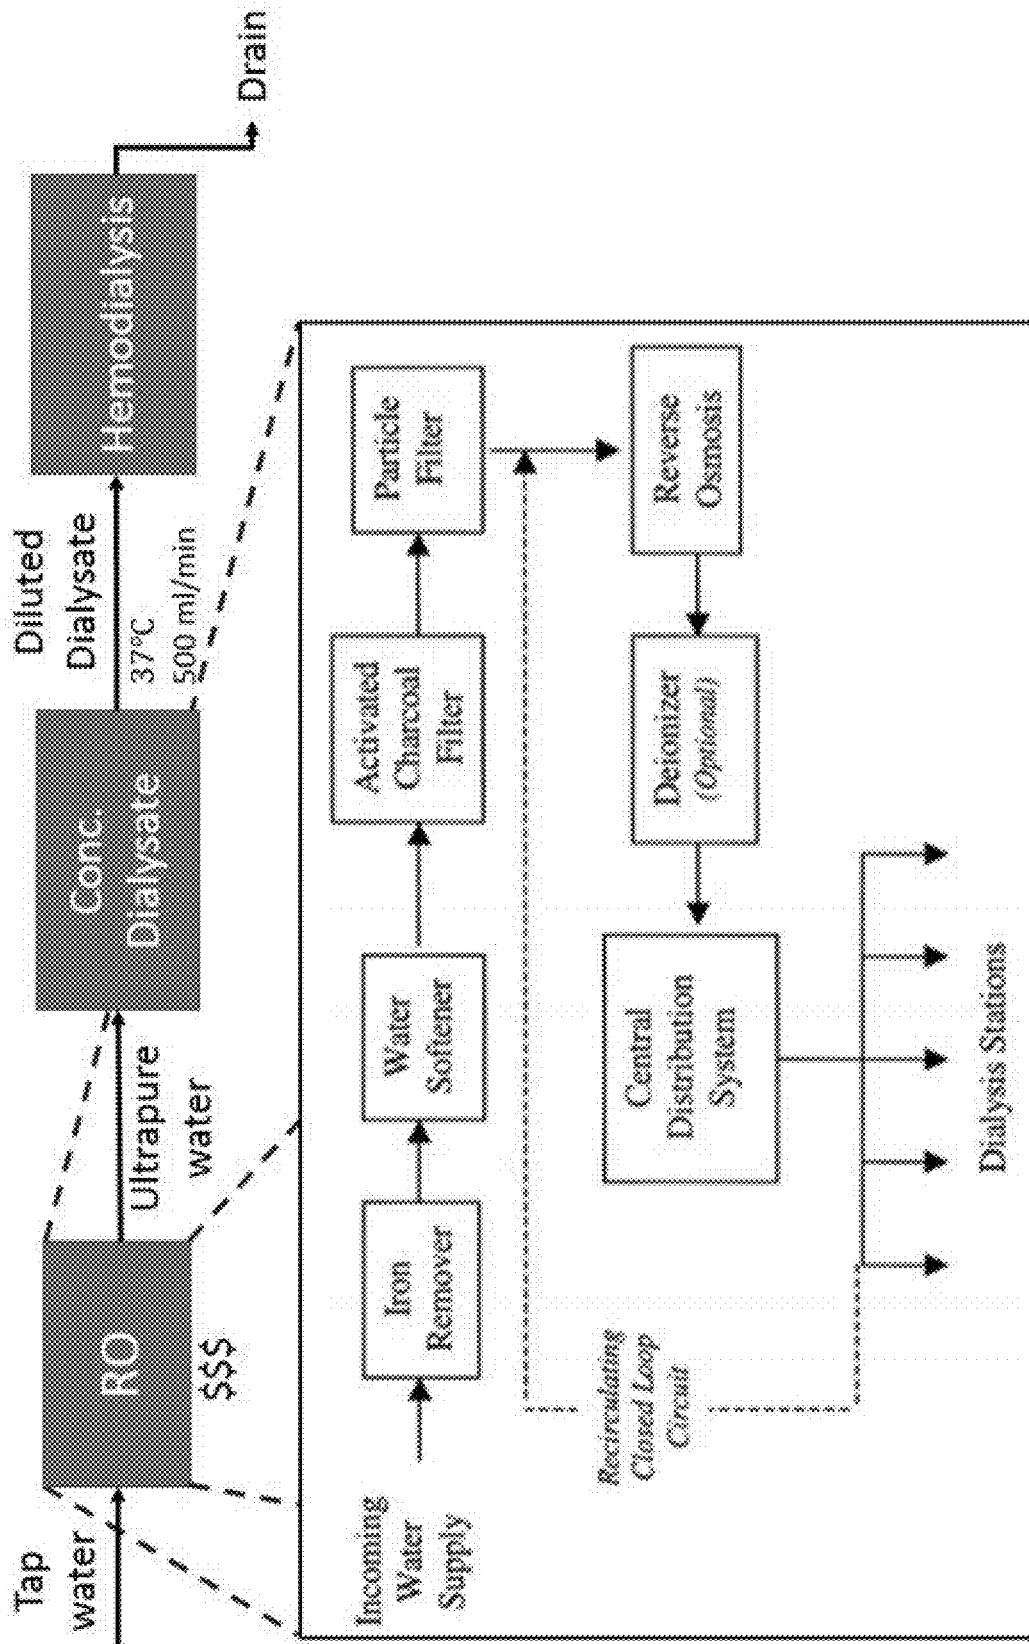 Tap
water
RO
$$$
Ultrapure
water
Conc.
Dialysate
Diluted
Dialysate
37°C
500 ml/min
Hemodialysis
Drain
Incoming
Water
Supply
Iron
Remover
Water
Softener
Activated
Charcoal
Filter
Particle
Filter
Reverse
Osmosis
Deionizer
(Optional)
Central
Distribution
System
Recirculating
Closed Loop
Circuit
Dialysis Stations